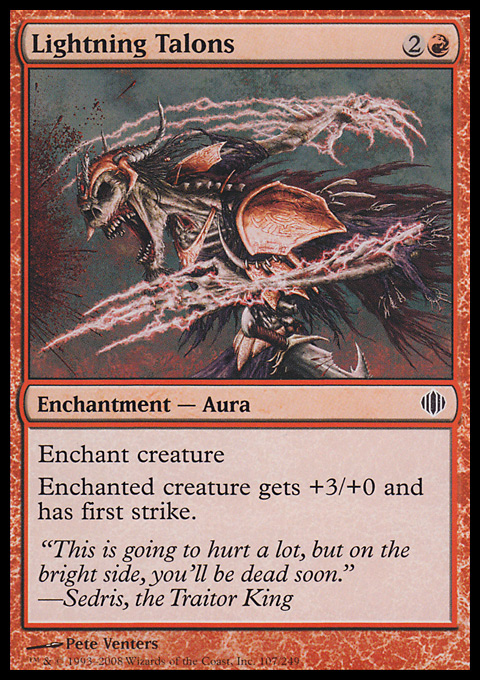 Lightning Talons 2
Enchantment — Aura
Enchant creature
Enchanted creature gets +3/+0 and
has first strike.
“This is going to hurt a lot, but on the
bright side, you’ll be dead soon.”
—Sedris, the Traitor King
Pete Venters
™ & © 1993-2008 Wizards of the Coast, Inc. 107/249